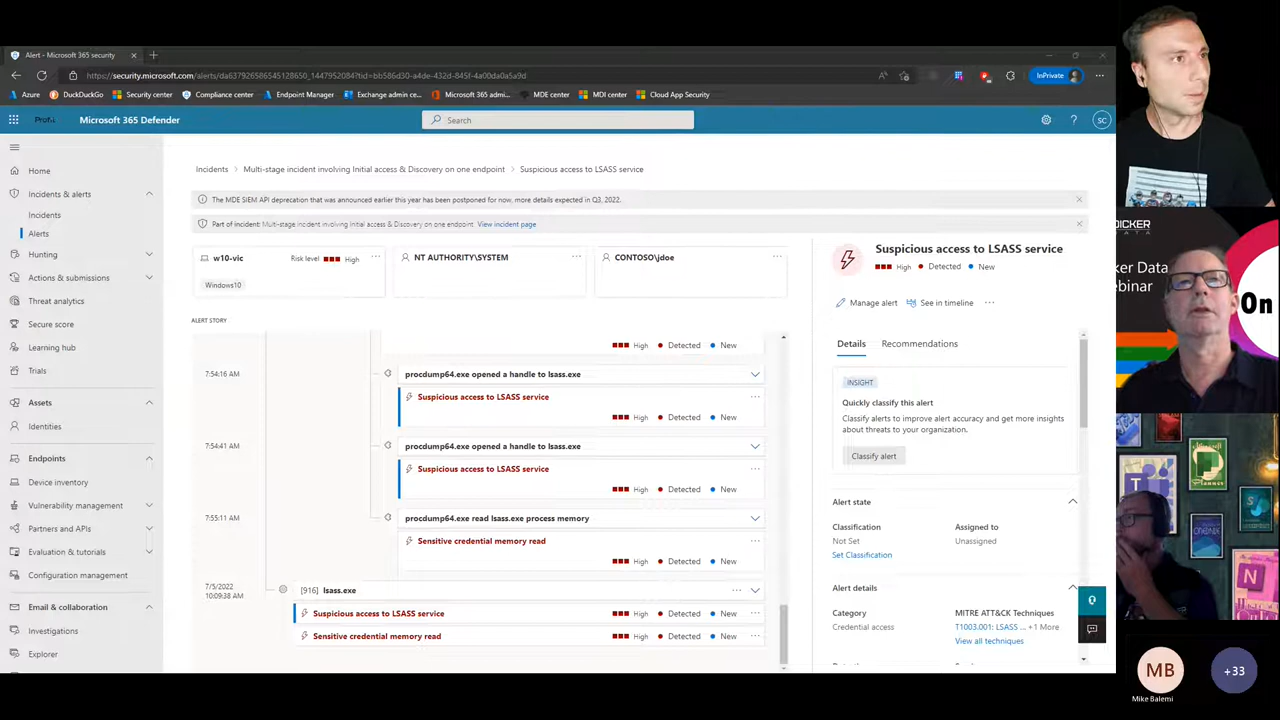 Alert - Microsoft 365 security
https://security.microsoft.com/alerts/da637926586545128650_1447952084?tid=bb586d30-a4de-432d-845f-4a00da0a5a9d
InPrivate
Azure DuckDuckGo Security center Compliance center Endpoint Manager Exchange admin ce... Microsoft 365 admi... MDE center MDI center Cloud App Security
Microsoft 365 Defender
Search
SC
Home
Incidents & alerts
Incidents
Alerts
Hunting
Actions & submissions
Threat analytics
Secure score
Learning hub
Trials
Assets
Identities
Endpoints
Device inventory
Vulnerability management
Partners and APIs
Evaluation & tutorials
Configuration management
Email & collaboration
Investigations
Explorer
Incidents > Multi-stage incident involving Initial access & Discovery on one endpoint > Suspicious access to LSASS service
The MDE SIEM API deprecation that was announced earlier this year has been postponed for now, more details expected in Q3, 2022.
Part of incident: Multi-stage incident involving Initial access & Discovery on one endpoint View incident page
w10-vic Risk level High
Windows10
NT AUTHORITY\SYSTEM
CONTOSO\jdoe
ALERT STORY
High Detected New
7:54:16 AM procdump64.exe opened a handle to lsass.exe
Suspicious access to LSASS service
High Detected New
7:54:41 AM procdump64.exe opened a handle to lsass.exe
Suspicious access to LSASS service
High Detected New
7:55:11 AM procdump64.exe read lsass.exe process memory
Sensitive credential memory read
High Detected New
7/5/2022
10:09:38 AM
[916] lsass.exe
Suspicious access to LSASS service High Detected New
Sensitive credential memory read High Detected New
Suspicious access to LSASS service
High Detected New
Manage alert See in timeline
Details Recommendations
INSIGHT
Quickly classify this alert
Classify alerts to improve alert accuracy and get more insights
about threats to your organization.
Classify alert
Alert state
Classification Assigned to
Not Set Unassigned
Set Classification
Alert details
Category MITRE ATT&CK Techniques
Credential access T1003.001: LSASS ... +1 More
View all techniques
DICKER
DATA
ker Data
ebinar
On
MB
Mike Balemi
+33